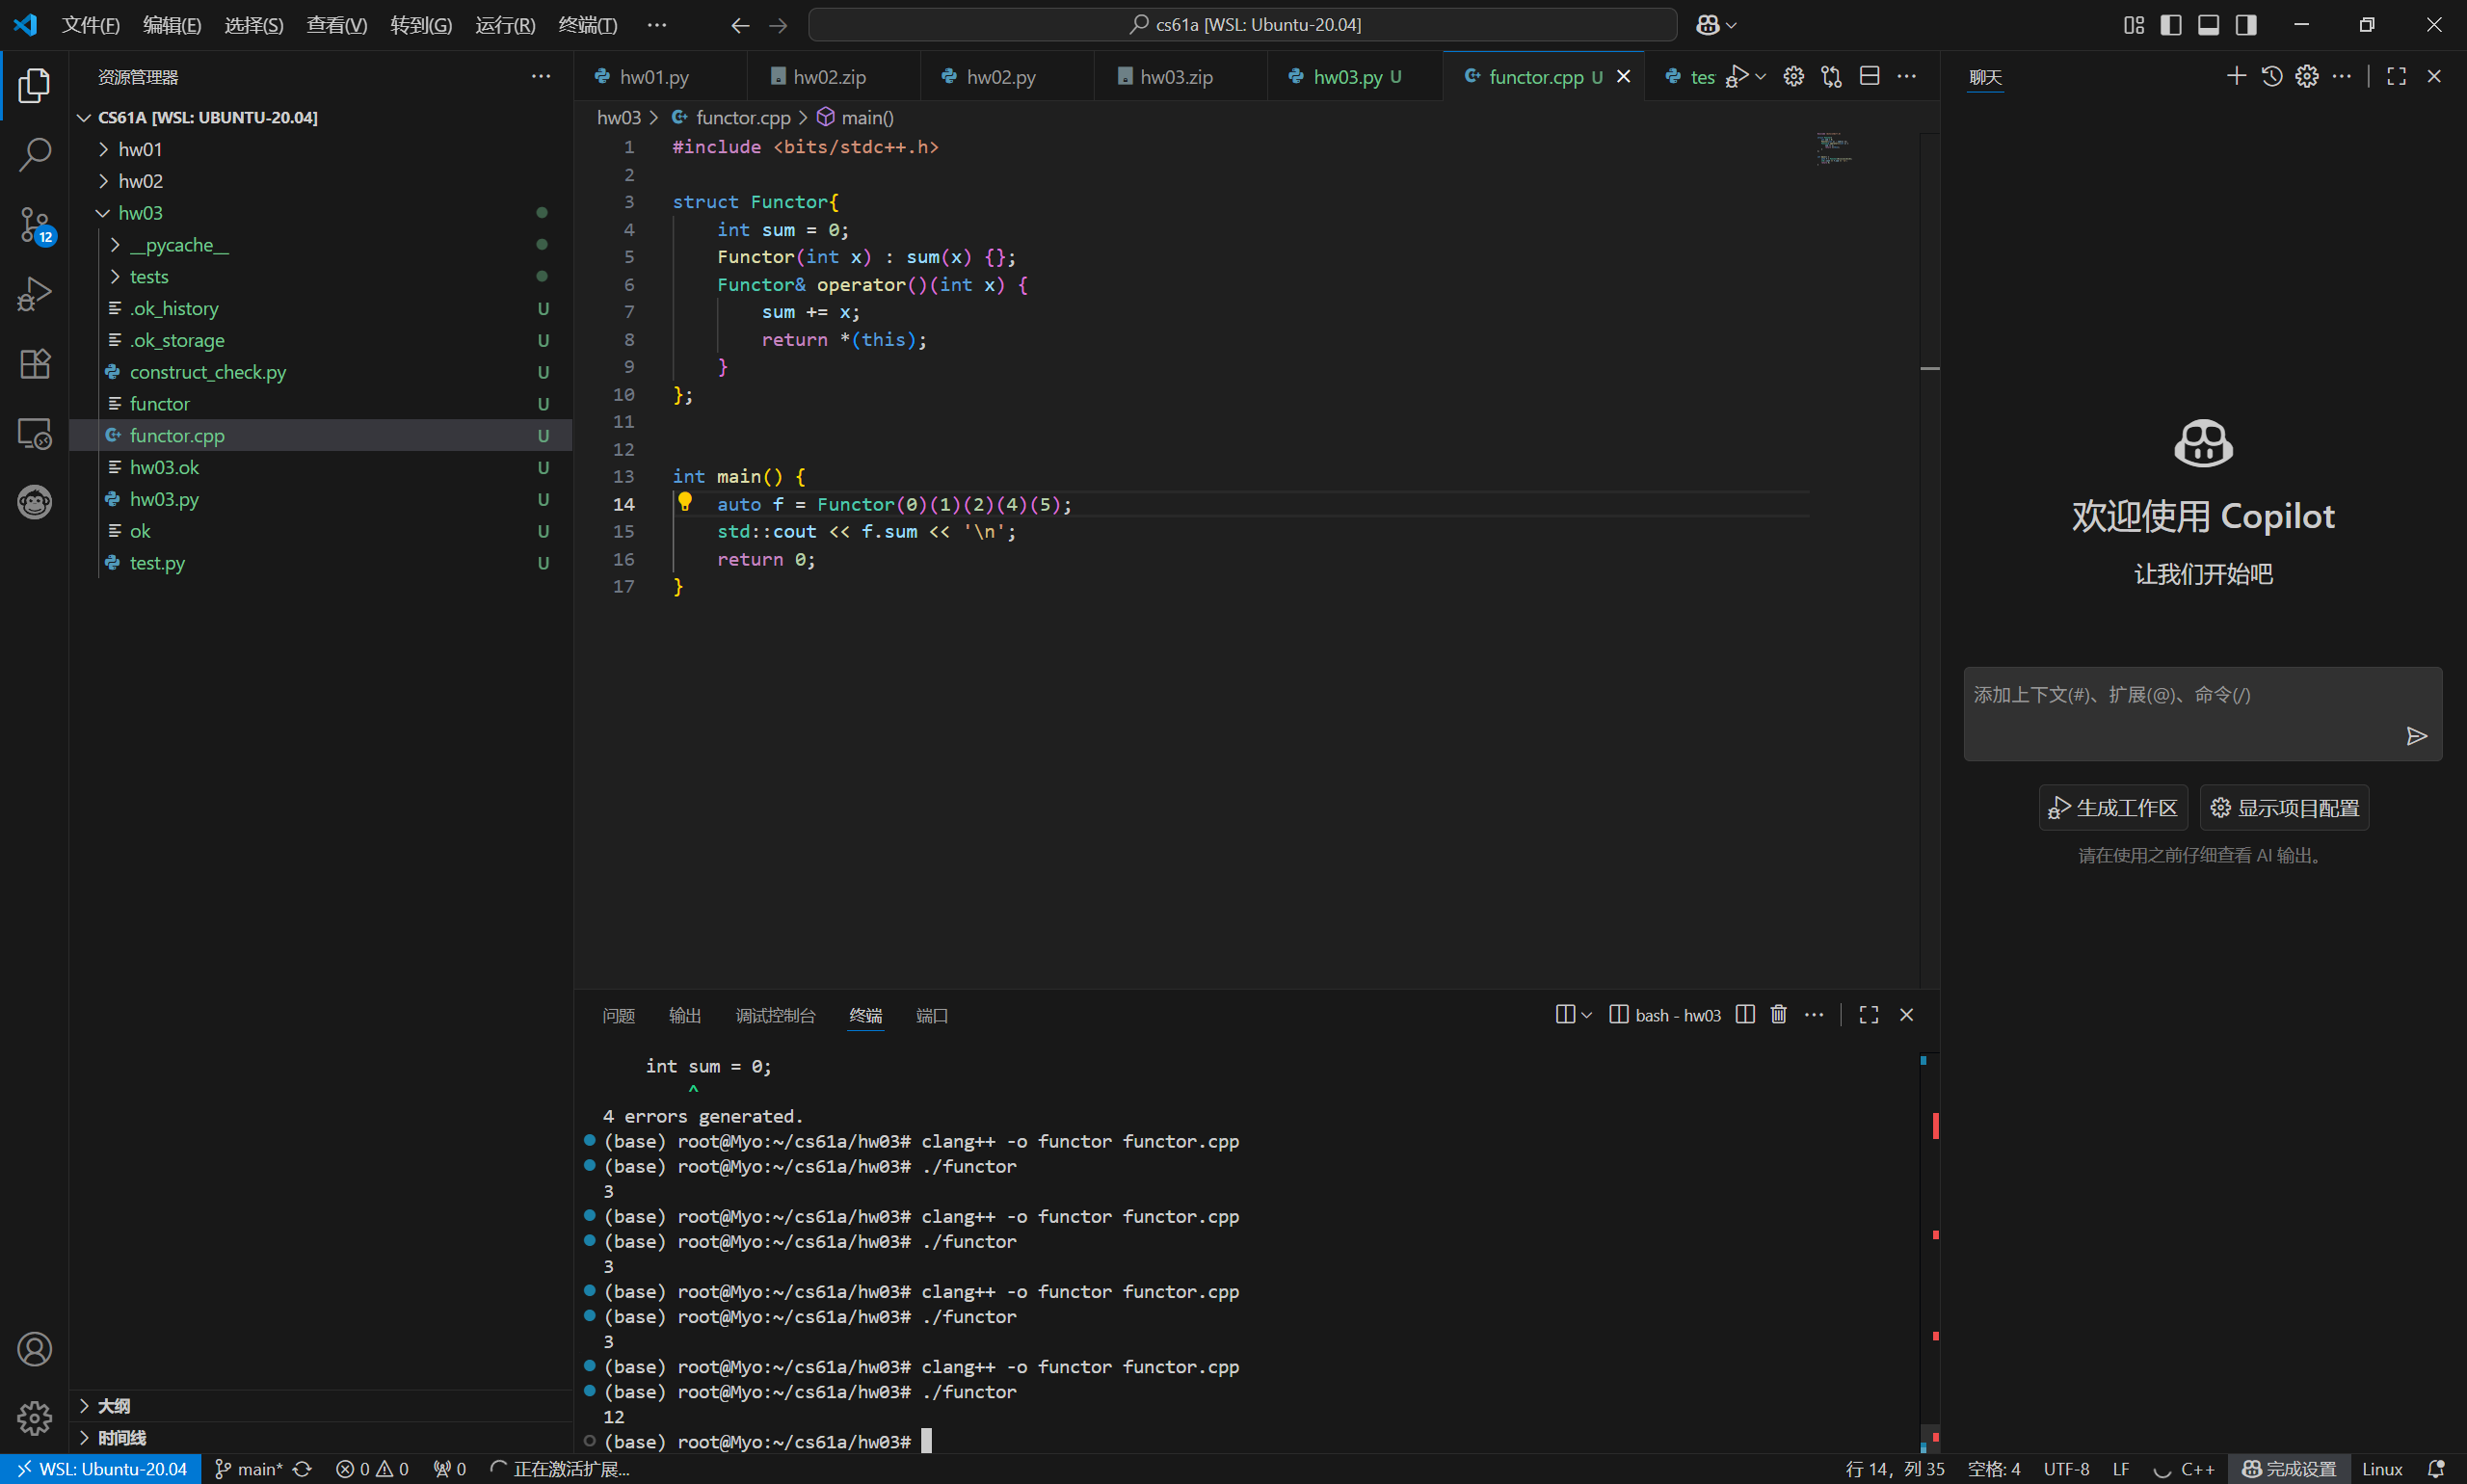 文件(F) 编辑(E) 选择(S) 查看(V) 转到(G) 运行(R) 终端(T) ··· cs61a [WSL: Ubuntu-20.04]
资源管理器
CS61A [WSL: UBUNTU-20.04]
hw01
hw02
hw03
__pycache__
tests
.ok_history U
.ok_storage U
construct_check.py U
functor U
functor.cpp U
hw03.ok U
hw03.py U
ok U
test.py U
大纲
时间线
12
hw01.py hw02.zip hw02.py hw03.zip hw03.py U functor.cpp U tes
hw03 > functor.cpp > main()
1 #include <bits/stdc++.h>
2
3 struct Functor{
4     int sum = 0;
5     Functor(int x) : sum(x) {};
6     Functor& operator()(int x) {
7         sum += x;
8         return *(this);
9     }
10 };
11
12
13 int main() {
14     auto f = Functor(0)(1)(2)(4)(5);
15     std::cout << f.sum << '\n';
16     return 0;
17 }
问题 输出 调试控制台 终端 端口 bash - hw03
    int sum = 0;
        ^
4 errors generated.
(base) root@Myo:~/cs61a/hw03# clang++ -o functor functor.cpp
(base) root@Myo:~/cs61a/hw03# ./functor
3
(base) root@Myo:~/cs61a/hw03# clang++ -o functor functor.cpp
(base) root@Myo:~/cs61a/hw03# ./functor
3
(base) root@Myo:~/cs61a/hw03# clang++ -o functor functor.cpp
(base) root@Myo:~/cs61a/hw03# ./functor
3
(base) root@Myo:~/cs61a/hw03# clang++ -o functor functor.cpp
(base) root@Myo:~/cs61a/hw03# ./functor
12
(base) root@Myo:~/cs61a/hw03#
聊天
欢迎使用 Copilot
让我们开始吧
添加上下文(#)、扩展(@)、命令(/)
生成工作区 显示项目配置
请在使用之前仔细查看 AI 输出。
WSL: Ubuntu-20.04 main* 0 0 0 正在激活扩展... 行 14，列 35 空格: 4 UTF-8 LF C++ 完成设置 Linux